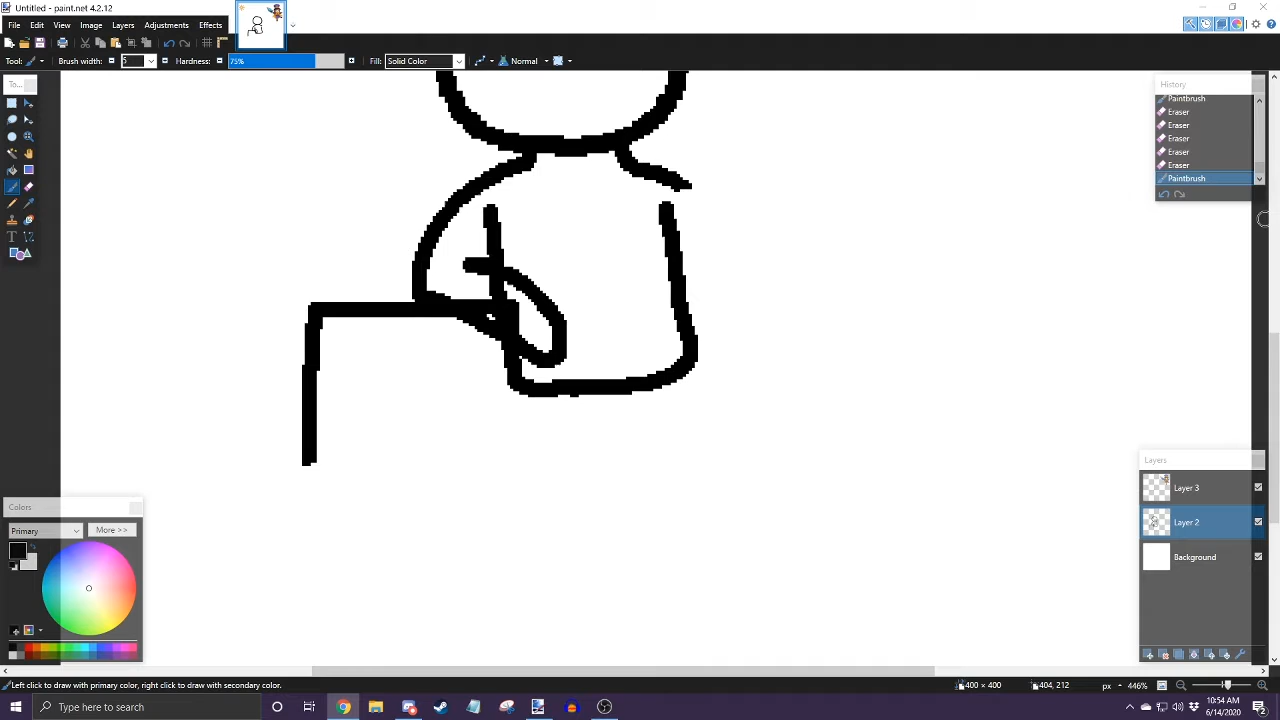 Untitled - paint.net 4.2.12
File Edit View Image Layers Adjustments Effects
Tool: Brush width: 5 Hardness: 75% Fill: Solid Color Normal
To...
History
Paintbrush
Eraser
Eraser
Eraser
Eraser
Eraser
Paintbrush
Layers
Layer 3
Layer 2
Background
Colors
Primary More >>
Left click to draw with primary color, right click to draw with secondary color. 400 × 400 404, 212 px 446%
Type here to search 10:54 AM
6/14/2020